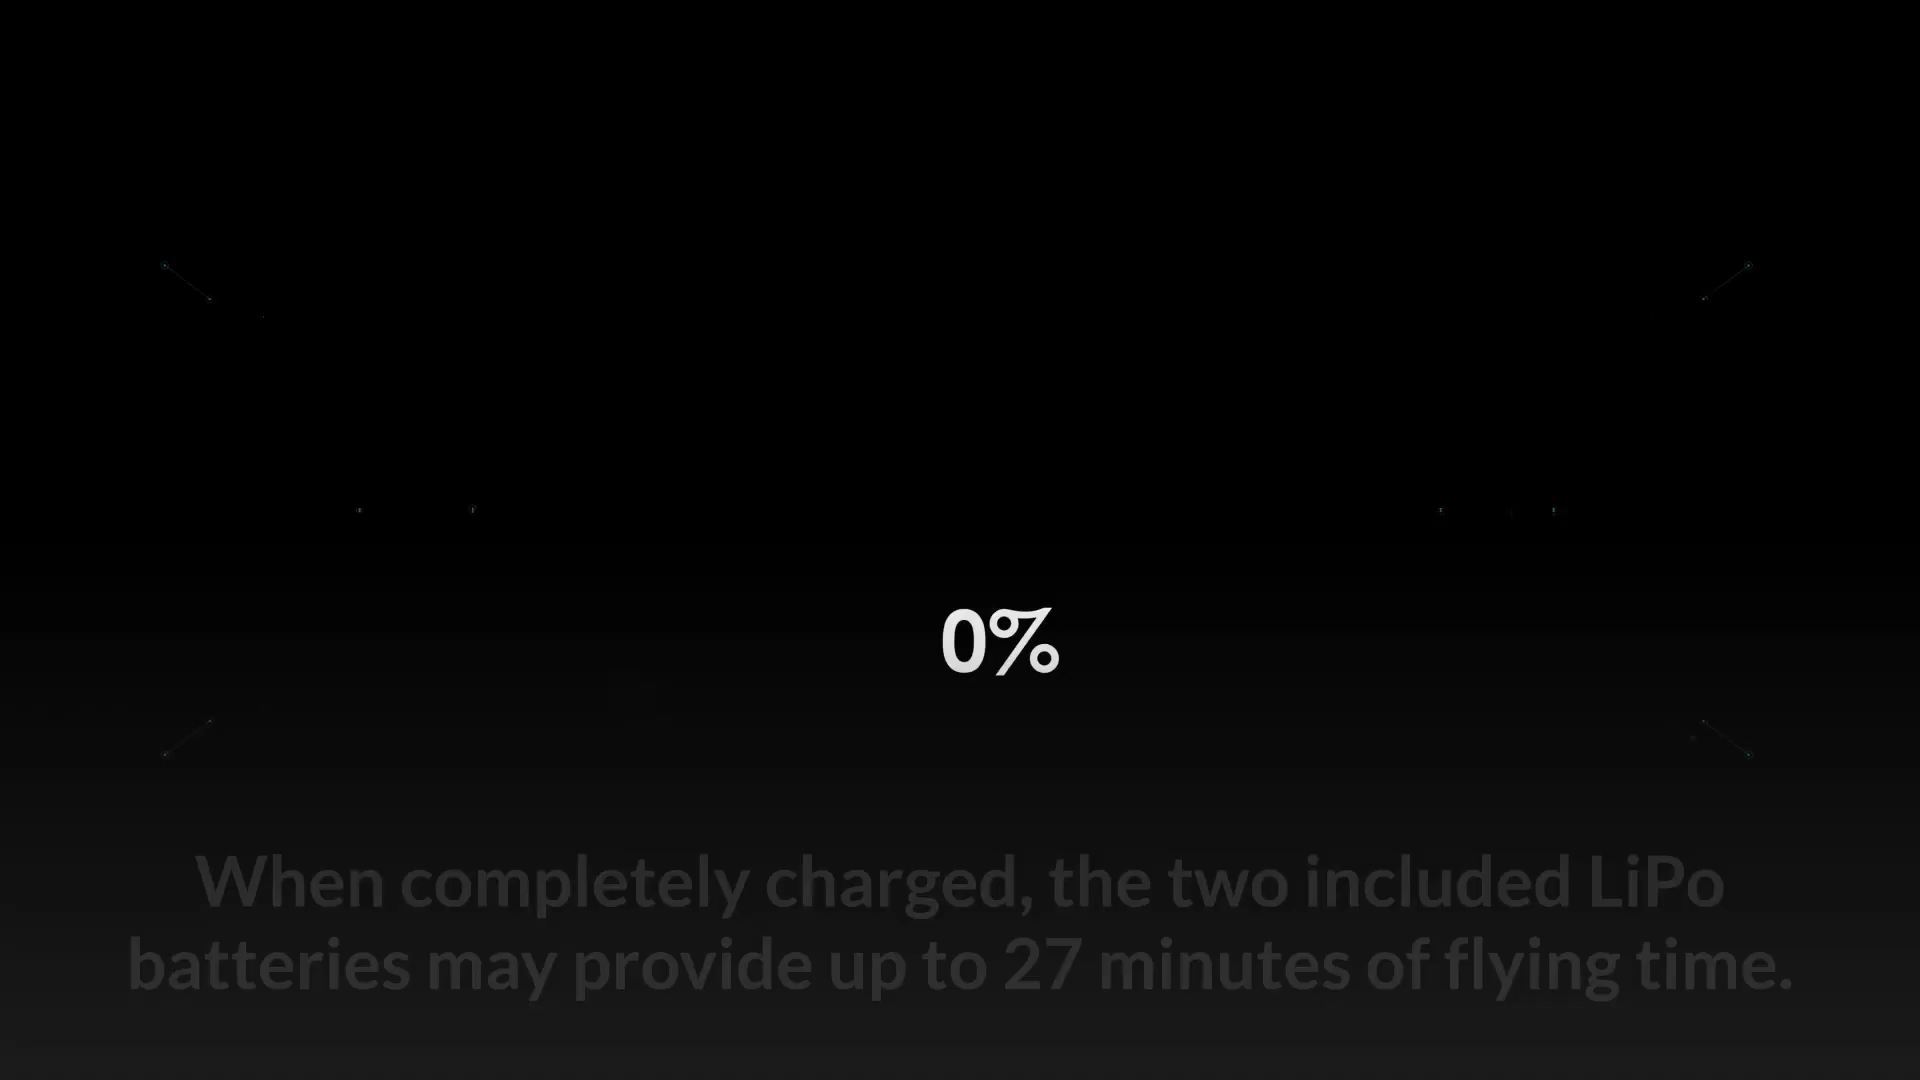 0%
When completely charged, the two included LiPo
batteries may provide up to 27 minutes of flying time.